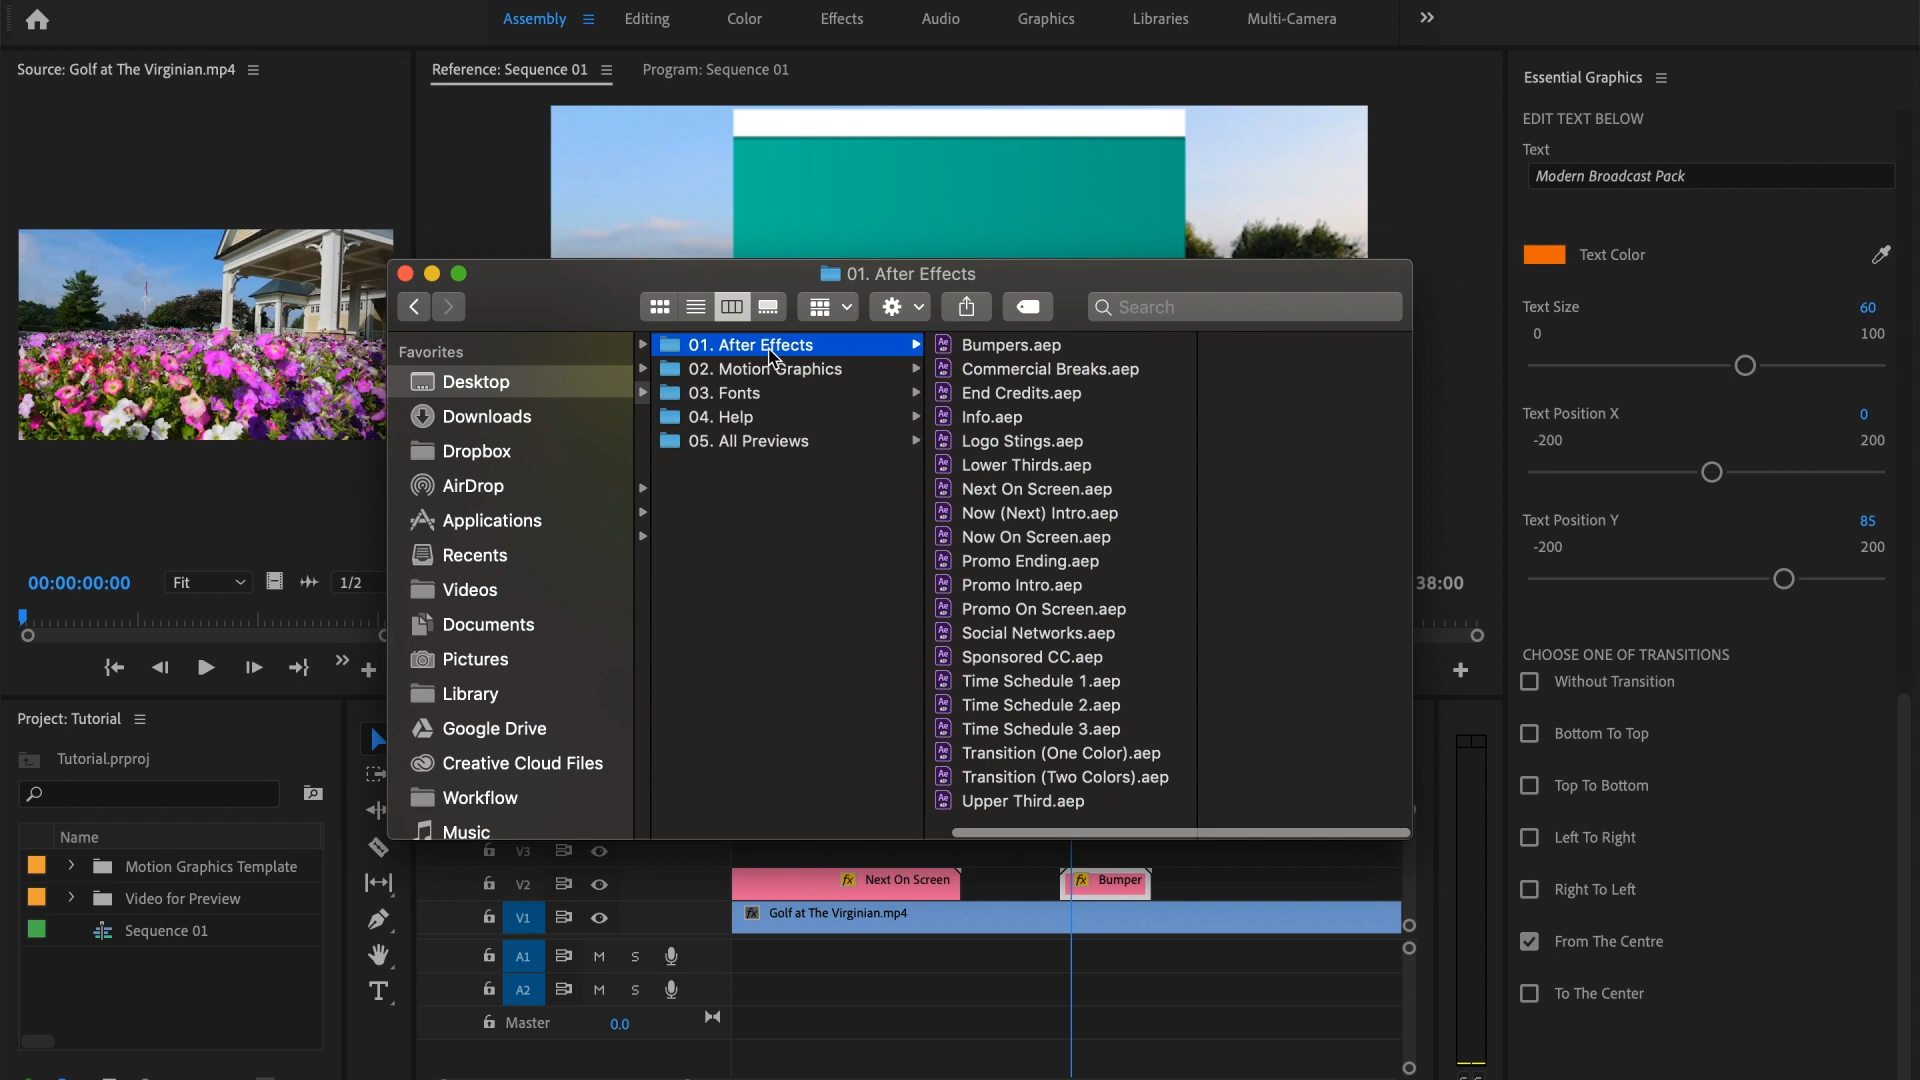 Assembly Editing Color Effects Audio Graphics Libraries Multi-Camera
Source: Golf at The Virginian.mp4
Reference: Sequence 01
Program: Sequence 01
Essential Graphics
EDIT TEXT BELOW
Text
Modern Broadcast Pack
Text Color
Text Size 60
0 100
Text Position X 0
-200 200
Text Position Y 85
-200 200
CHOOSE ONE OF TRANSITIONS
Without Transition
Bottom To Top
Top To Bottom
Left To Right
Right To Left
From The Centre
To The Center
01. After Effects
Search
Favorites
Desktop
Downloads
Dropbox
AirDrop
Applications
Recents
Videos
Documents
Pictures
Library
Google Drive
Creative Cloud Files
Workflow
Music
01. After Effects
02. Motion Graphics
03. Fonts
04. Help
05. All Previews
Bumpers.aep
Commercial Breaks.aep
End Credits.aep
Info.aep
Logo Stings.aep
Lower Thirds.aep
Next On Screen.aep
Now (Next) Intro.aep
Now On Screen.aep
Promo Ending.aep
Promo Intro.aep
Promo On Screen.aep
Social Networks.aep
Sponsored CC.aep
Time Schedule 1.aep
Time Schedule 2.aep
Time Schedule 3.aep
Transition (One Color).aep
Transition (Two Colors).aep
Upper Third.aep
00:00:00:00 Fit 1/2
38:00
Project: Tutorial
Tutorial.prproj
Name
Motion Graphics Template
Video for Preview
Sequence 01
V3
V2 fx Next On Screen fx Bumper
V1 fx Golf at The Virginian.mp4
A1 M S
A2 M S
Master 0.0